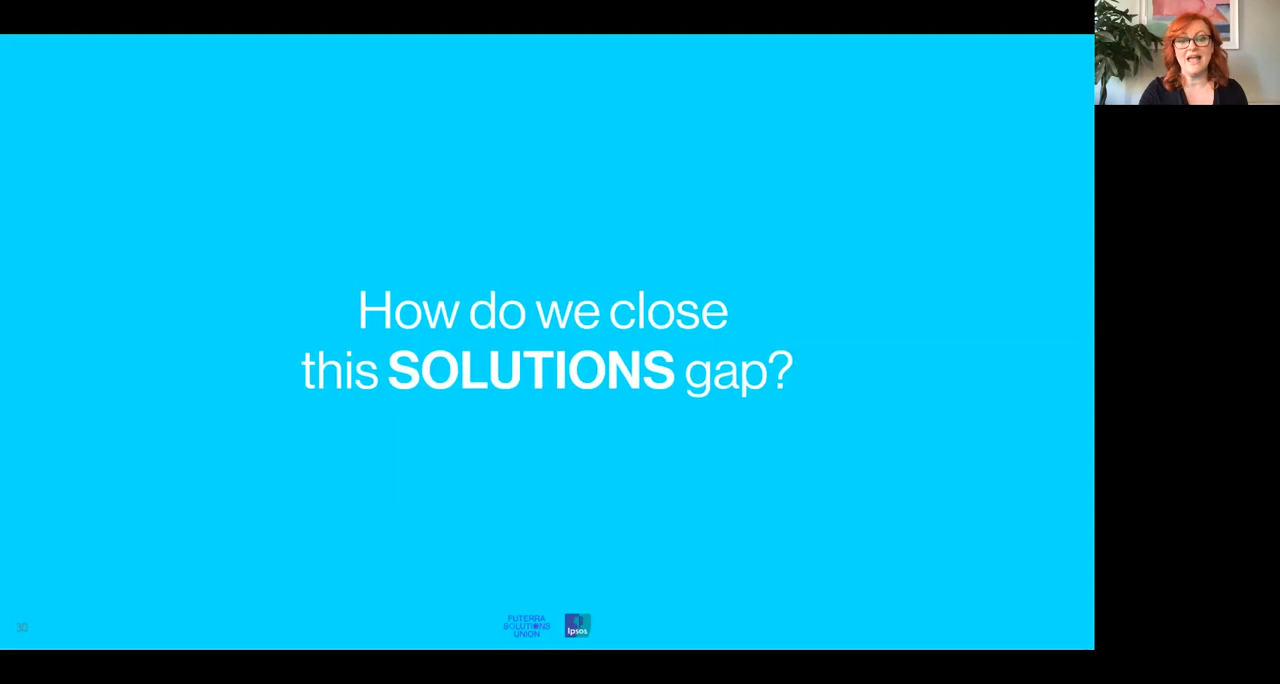 How do we close
this SOLUTIONS gap?
30
FUTERRA
SOLUTIONS
UNION
Ipsos